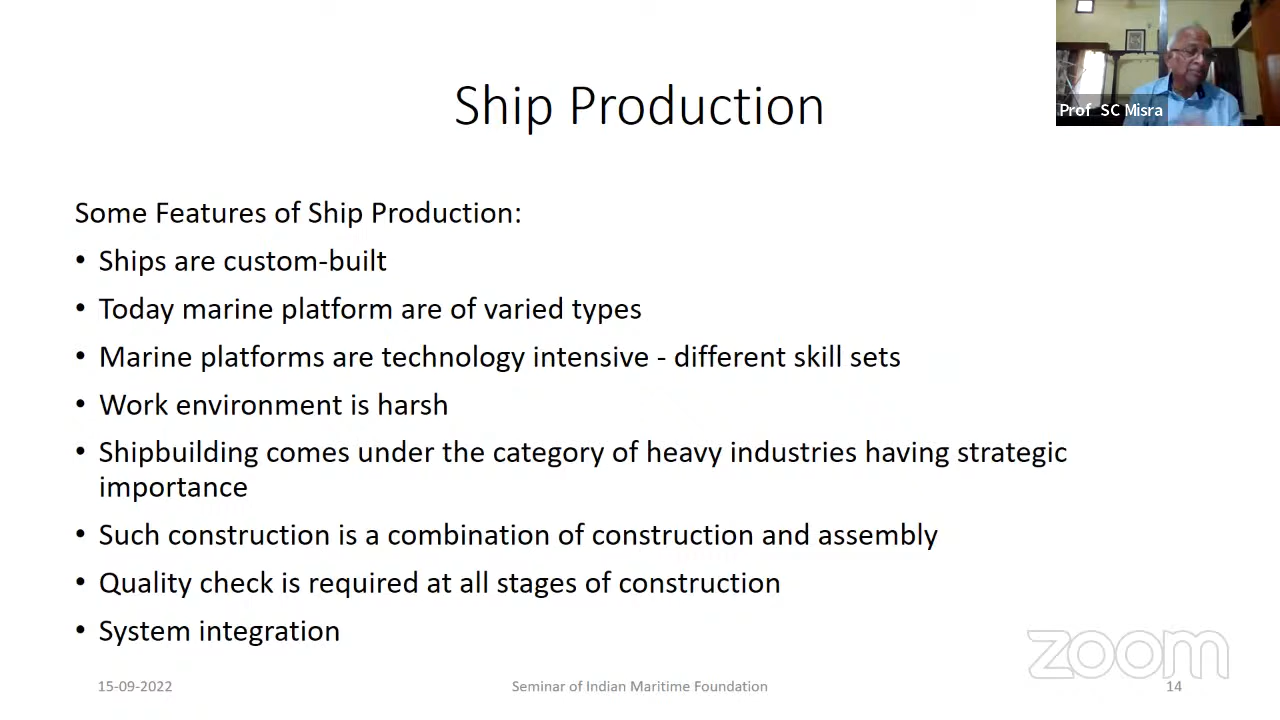 Prof SC Misra
Ship Production
Some Features of Ship Production:
• Ships are custom-built
• Today marine platform are of varied types
• Marine platforms are technology intensive - different skill sets
• Work environment is harsh
• Shipbuilding comes under the category of heavy industries having strategic
importance
• Such construction is a combination of construction and assembly
• Quality check is required at all stages of construction
• System integration
zoom
15-09-2022
Seminar of Indian Maritime Foundation
14